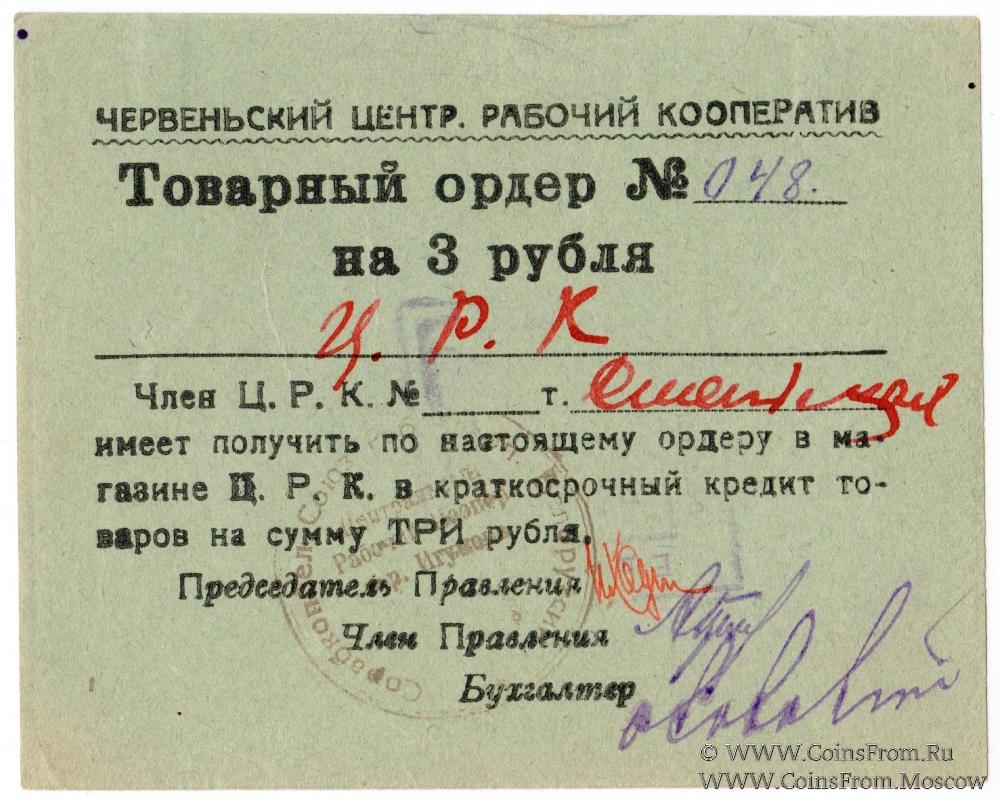 ЧЕРВЕНЬСКИЙ ЦЕНТР. РАБОЧИЙ КООПЕРАТИВ
Товарный ордер № 048.
на 3 рубля
Ц. Р. К
Член Ц. Р. К. № т.
имеет получить по настоящему ордеру в ма-
газине Ц. Р. К. в краткосрочный кредит то-
варов на сумму ТРИ рубля.
Председатель Правления
Член Правления
Бухгалтер
© WWW.CoinsFrom.Ru
WWW.CoinsFrom.Moscow